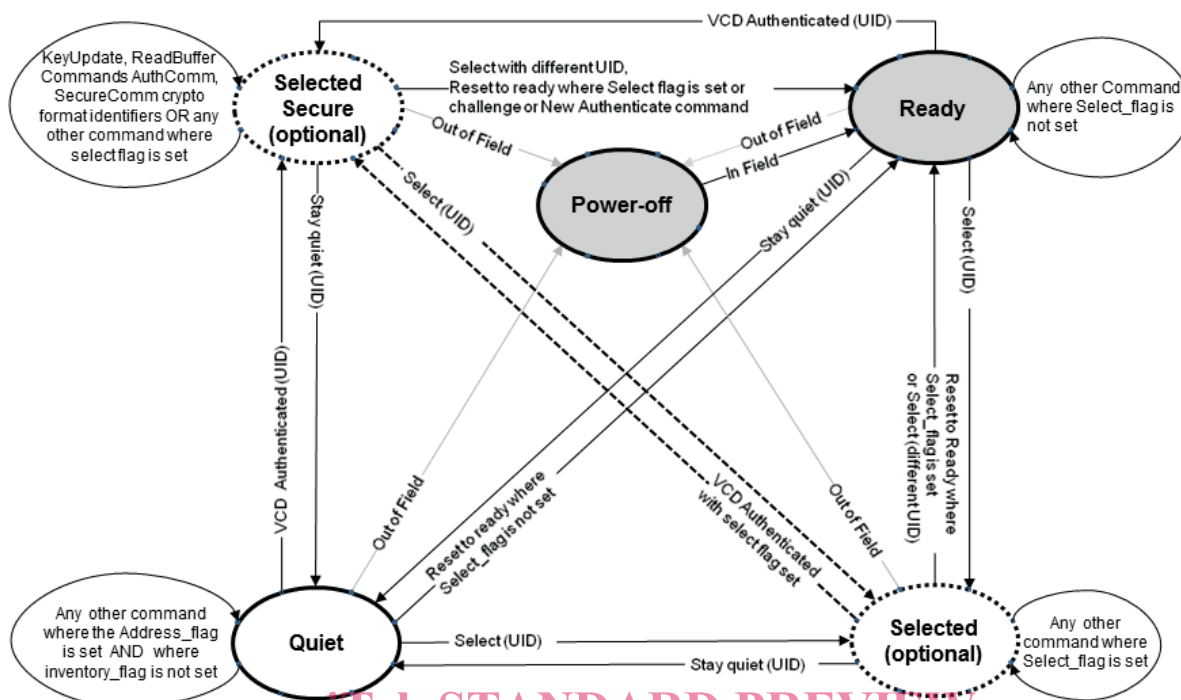 VCD Authenticated (UID)
KeyUpdate, ReadBuffer
Commands AuthComm,
SecureComm crypto
format identifiers OR any
other command where
select flag is set
Selected
Secure
(optional)
Select with different UID,
Reset to ready where Select flag is set or
challenge or New Authenticate command
Ready
Any other Command
where Select_flag is
not set
Out of Field
Out of Field
In Field
Power-off
Stay quiet (UID)
Select (UID)
Stay quiet (UID)
Select (UID)
VCD Authenticated (UID)
Out of Field
Reset to ready where
Select_flag is not set
VCD Authenticated
with select flag set
Out of Field
Reset to Ready where
Select_flag is set
or Select (different UID)
Any other command
where the Address_flag
is set AND where
inventory_flag is not set
Quiet
Select (UID)
Stay quiet (UID)
Selected
(optional)
Any other
command where
Select_flag is set
iTeh STANDARD PREVIEW